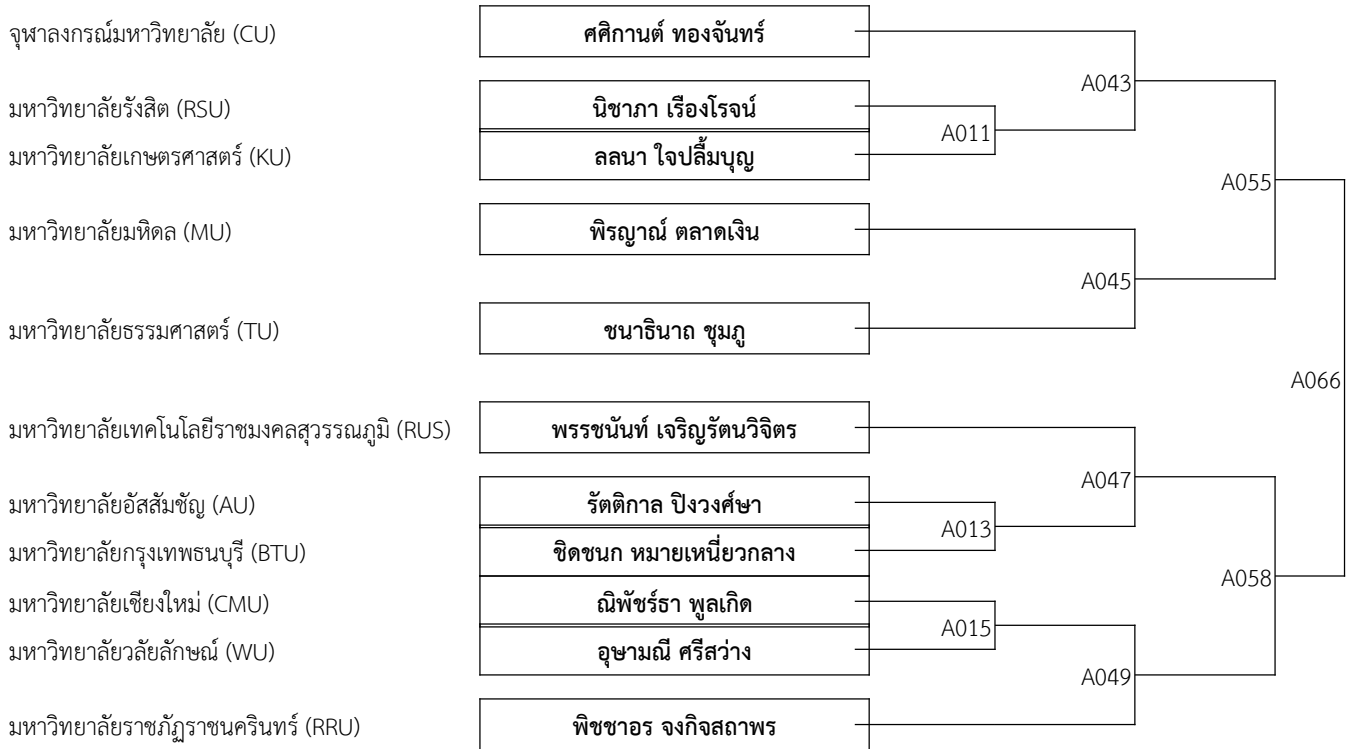 จุฬาลงกรณ์มหาวิทยาลัย (CU) ศศิกานต์ ทองจันทร์
A043
มหาวิทยาลัยรังสิต (RSU) นิชาภา เรืองโรจน์
A011
มหาวิทยาลัยเกษตรศาสตร์ (KU) ลลนา ใจปลื้มบุญ
A055
มหาวิทยาลัยมหิดล (MU) พิรญาณ์ ตลาดเงิน
A045
มหาวิทยาลัยธรรมศาสตร์ (TU) ชนาธินาถ ชุมภู
A066
มหาวิทยาลัยเทคโนโลยีราชมงคลสุวรรณภูมิ (RUS) พรรชนันท์ เจริญรัตนวิจิตร
A047
มหาวิทยาลัยอัสสัมชัญ (AU) รัตติกาล ปิงวงศ์ษา
A013
มหาวิทยาลัยกรุงเทพธนบุรี (BTU) ชิดชนก หมายเหนี่ยวกลาง
A058
มหาวิทยาลัยเชียงใหม่ (CMU) ณิพัชร์ธา พูลเกิด
A015
มหาวิทยาลัยวลัยลักษณ์ (WU) อุษามณี ศรีสว่าง
A049
มหาวิทยาลัยราชภัฏราชนครินทร์ (RRU) พิชชาอร จงกิจสถาพร